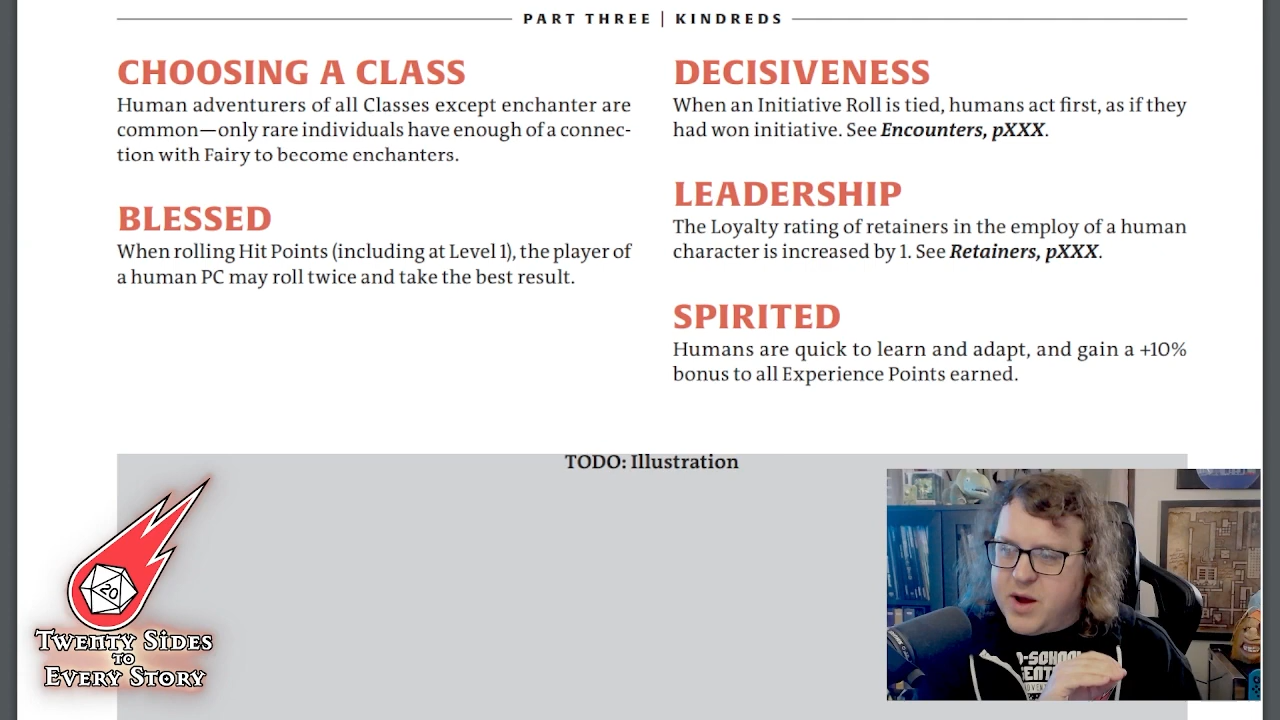 PART THREE | KINDREDS
CHOOSING A CLASS
Human adventurers of all Classes except enchanter are
common—only rare individuals have enough of a connec-
tion with Fairy to become enchanters.
BLESSED
When rolling Hit Points (including at Level 1), the player of
a human PC may roll twice and take the best result.
DECISIVENESS
When an Initiative Roll is tied, humans act first, as if they
had won initiative. See Encounters, pXXX.
LEADERSHIP
The Loyalty rating of retainers in the employ of a human
character is increased by 1. See Retainers, pXXX.
SPIRITED
Humans are quick to learn and adapt, and gain a +10%
bonus to all Experience Points earned.
TODO: Illustration
20
Twenty Sides
to
Every Story